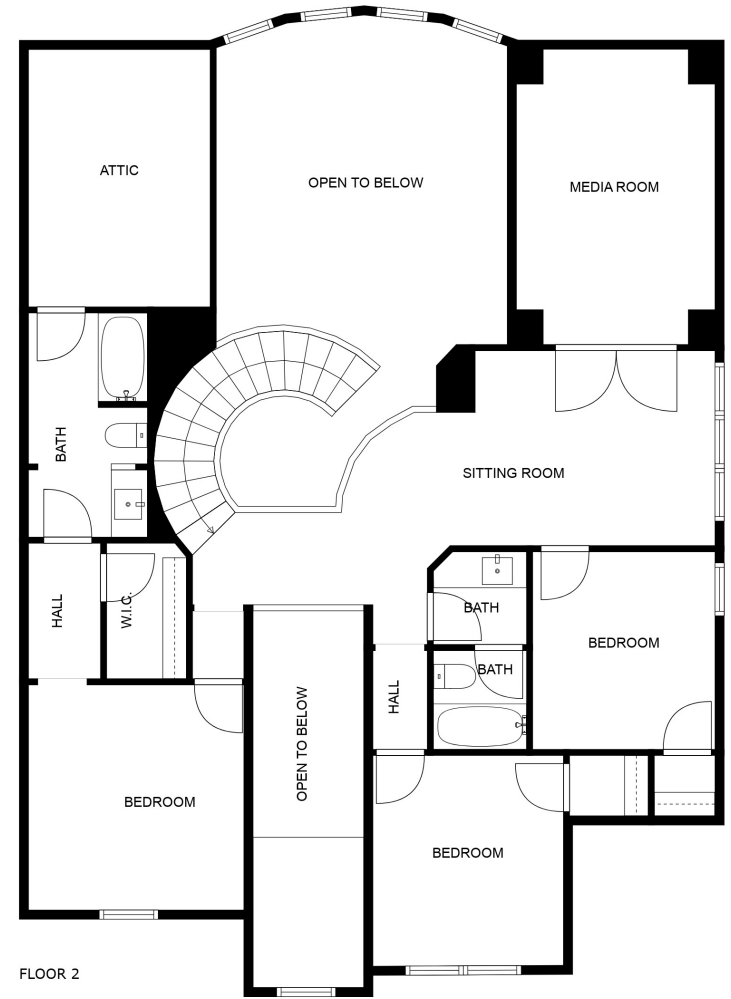 ATTIC
OPEN TO BELOW
MEDIA ROOM
BATH
SITTING ROOM
HALL
W.I.C.
BATH
BEDROOM
BATH
HALL
OPEN TO BELOW
BEDROOM
BEDROOM
FLOOR 2